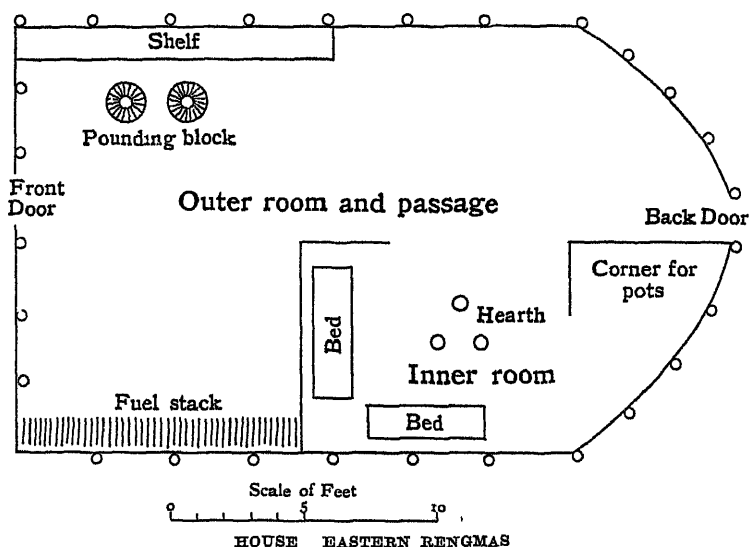 Shelf
Pounding block
Front
Door
Outer room and passage
Back Door
Corner for
pots
Bed
Hearth
Inner room
Fuel stack
Bed
Scale of Feet
0 5 10
HOUSE EASTERN RENGMAS